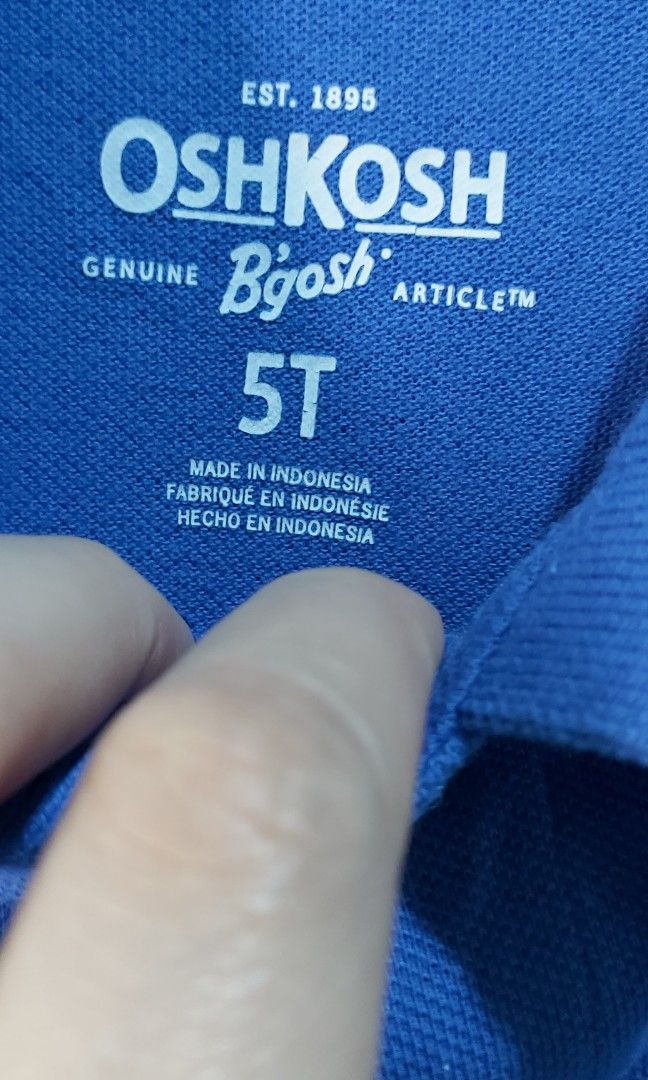 EST. 1895
OSHKOSH
GENUINE B'gosh ARTICLE™
5T
MADE IN INDONESIA
FABRIQUÉ EN INDONÉSIE
HECHO EN INDONESIA